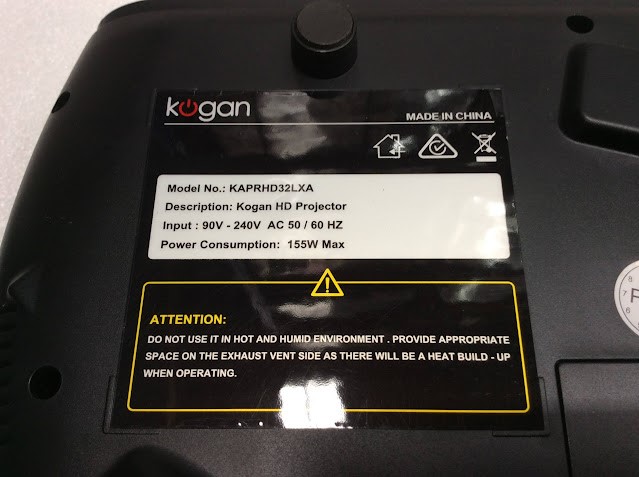 kogan
MADE IN CHINA
Model No.: KAPRHD32LXA
Description: Kogan HD Projector
Input : 90V - 240V AC 50 / 60 HZ
Power Consumption: 155W Max
ATTENTION:
DO NOT USE IT IN HOT AND HUMID ENVIRONMENT . PROVIDE APPROPRIATE
SPACE ON THE EXHAUST VENT SIDE AS THERE WILL BE A HEAT BUILD - UP
WHEN OPERATING.